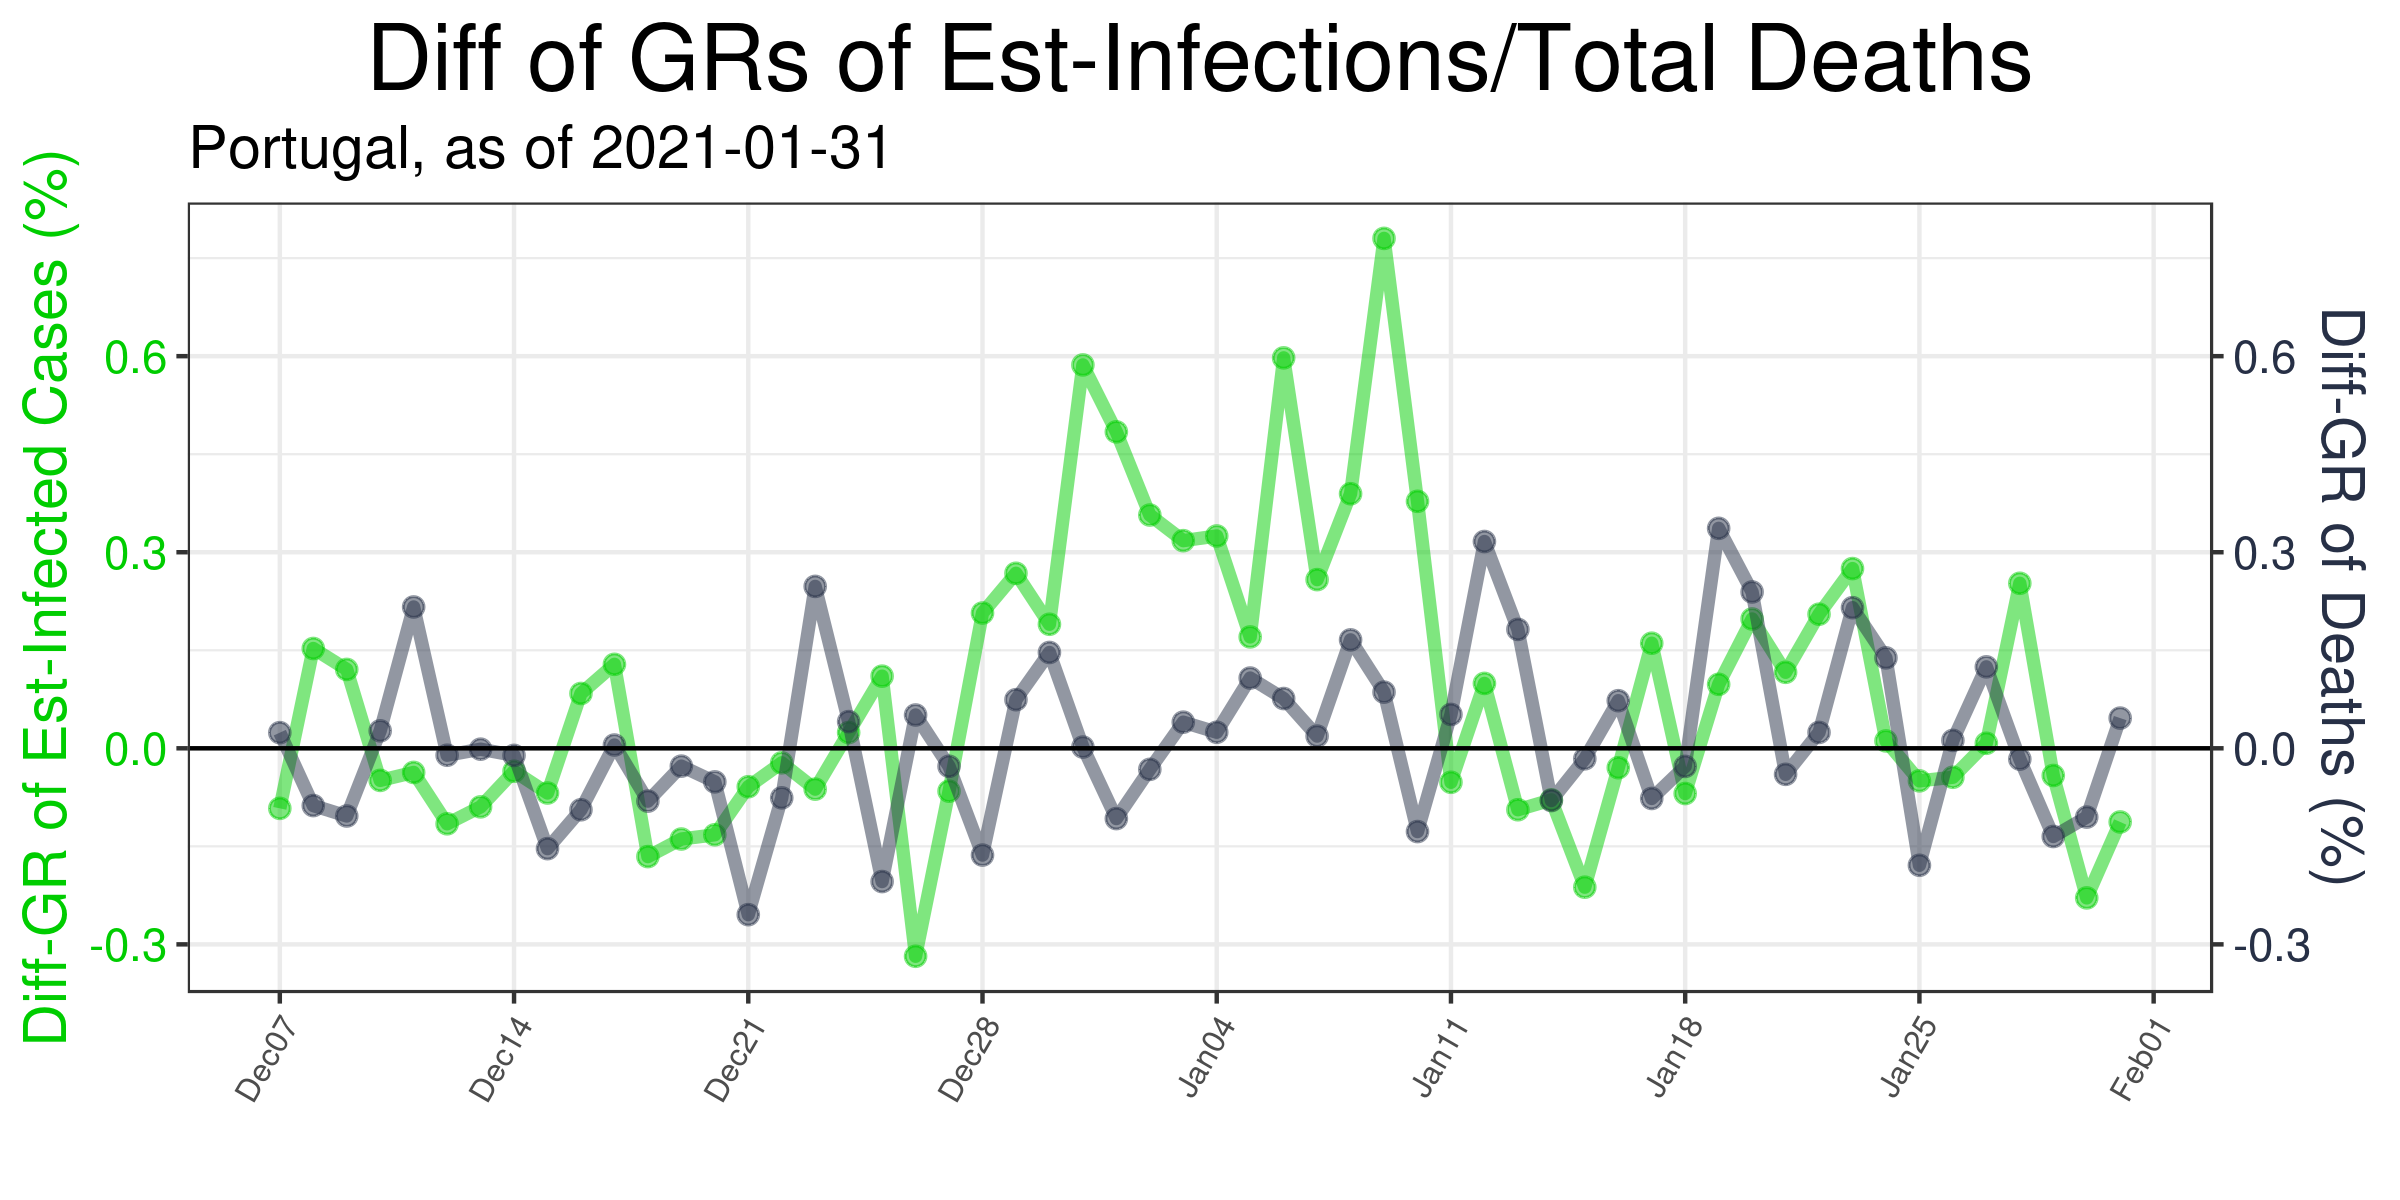 Diff of GRs of Est-Infections/Total Deaths
Portugal, as of 2021-01-31
Diff-GR of Est-Infected Cases (%)
0.6
0.3
0.0
-0.3
0.6
0.3
0.0
-0.3
Diff-GR of Deaths (%)
Dec07
Dec14
Dec21
Dec28
Jan04
Jan11
Jan18
Jan25
Feb01